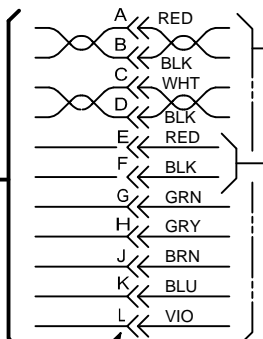 A RED
B BLK
C WHT
D BLK
E RED
F BLK
G GRN
H GRY
J BRN
K BLU
L VIO